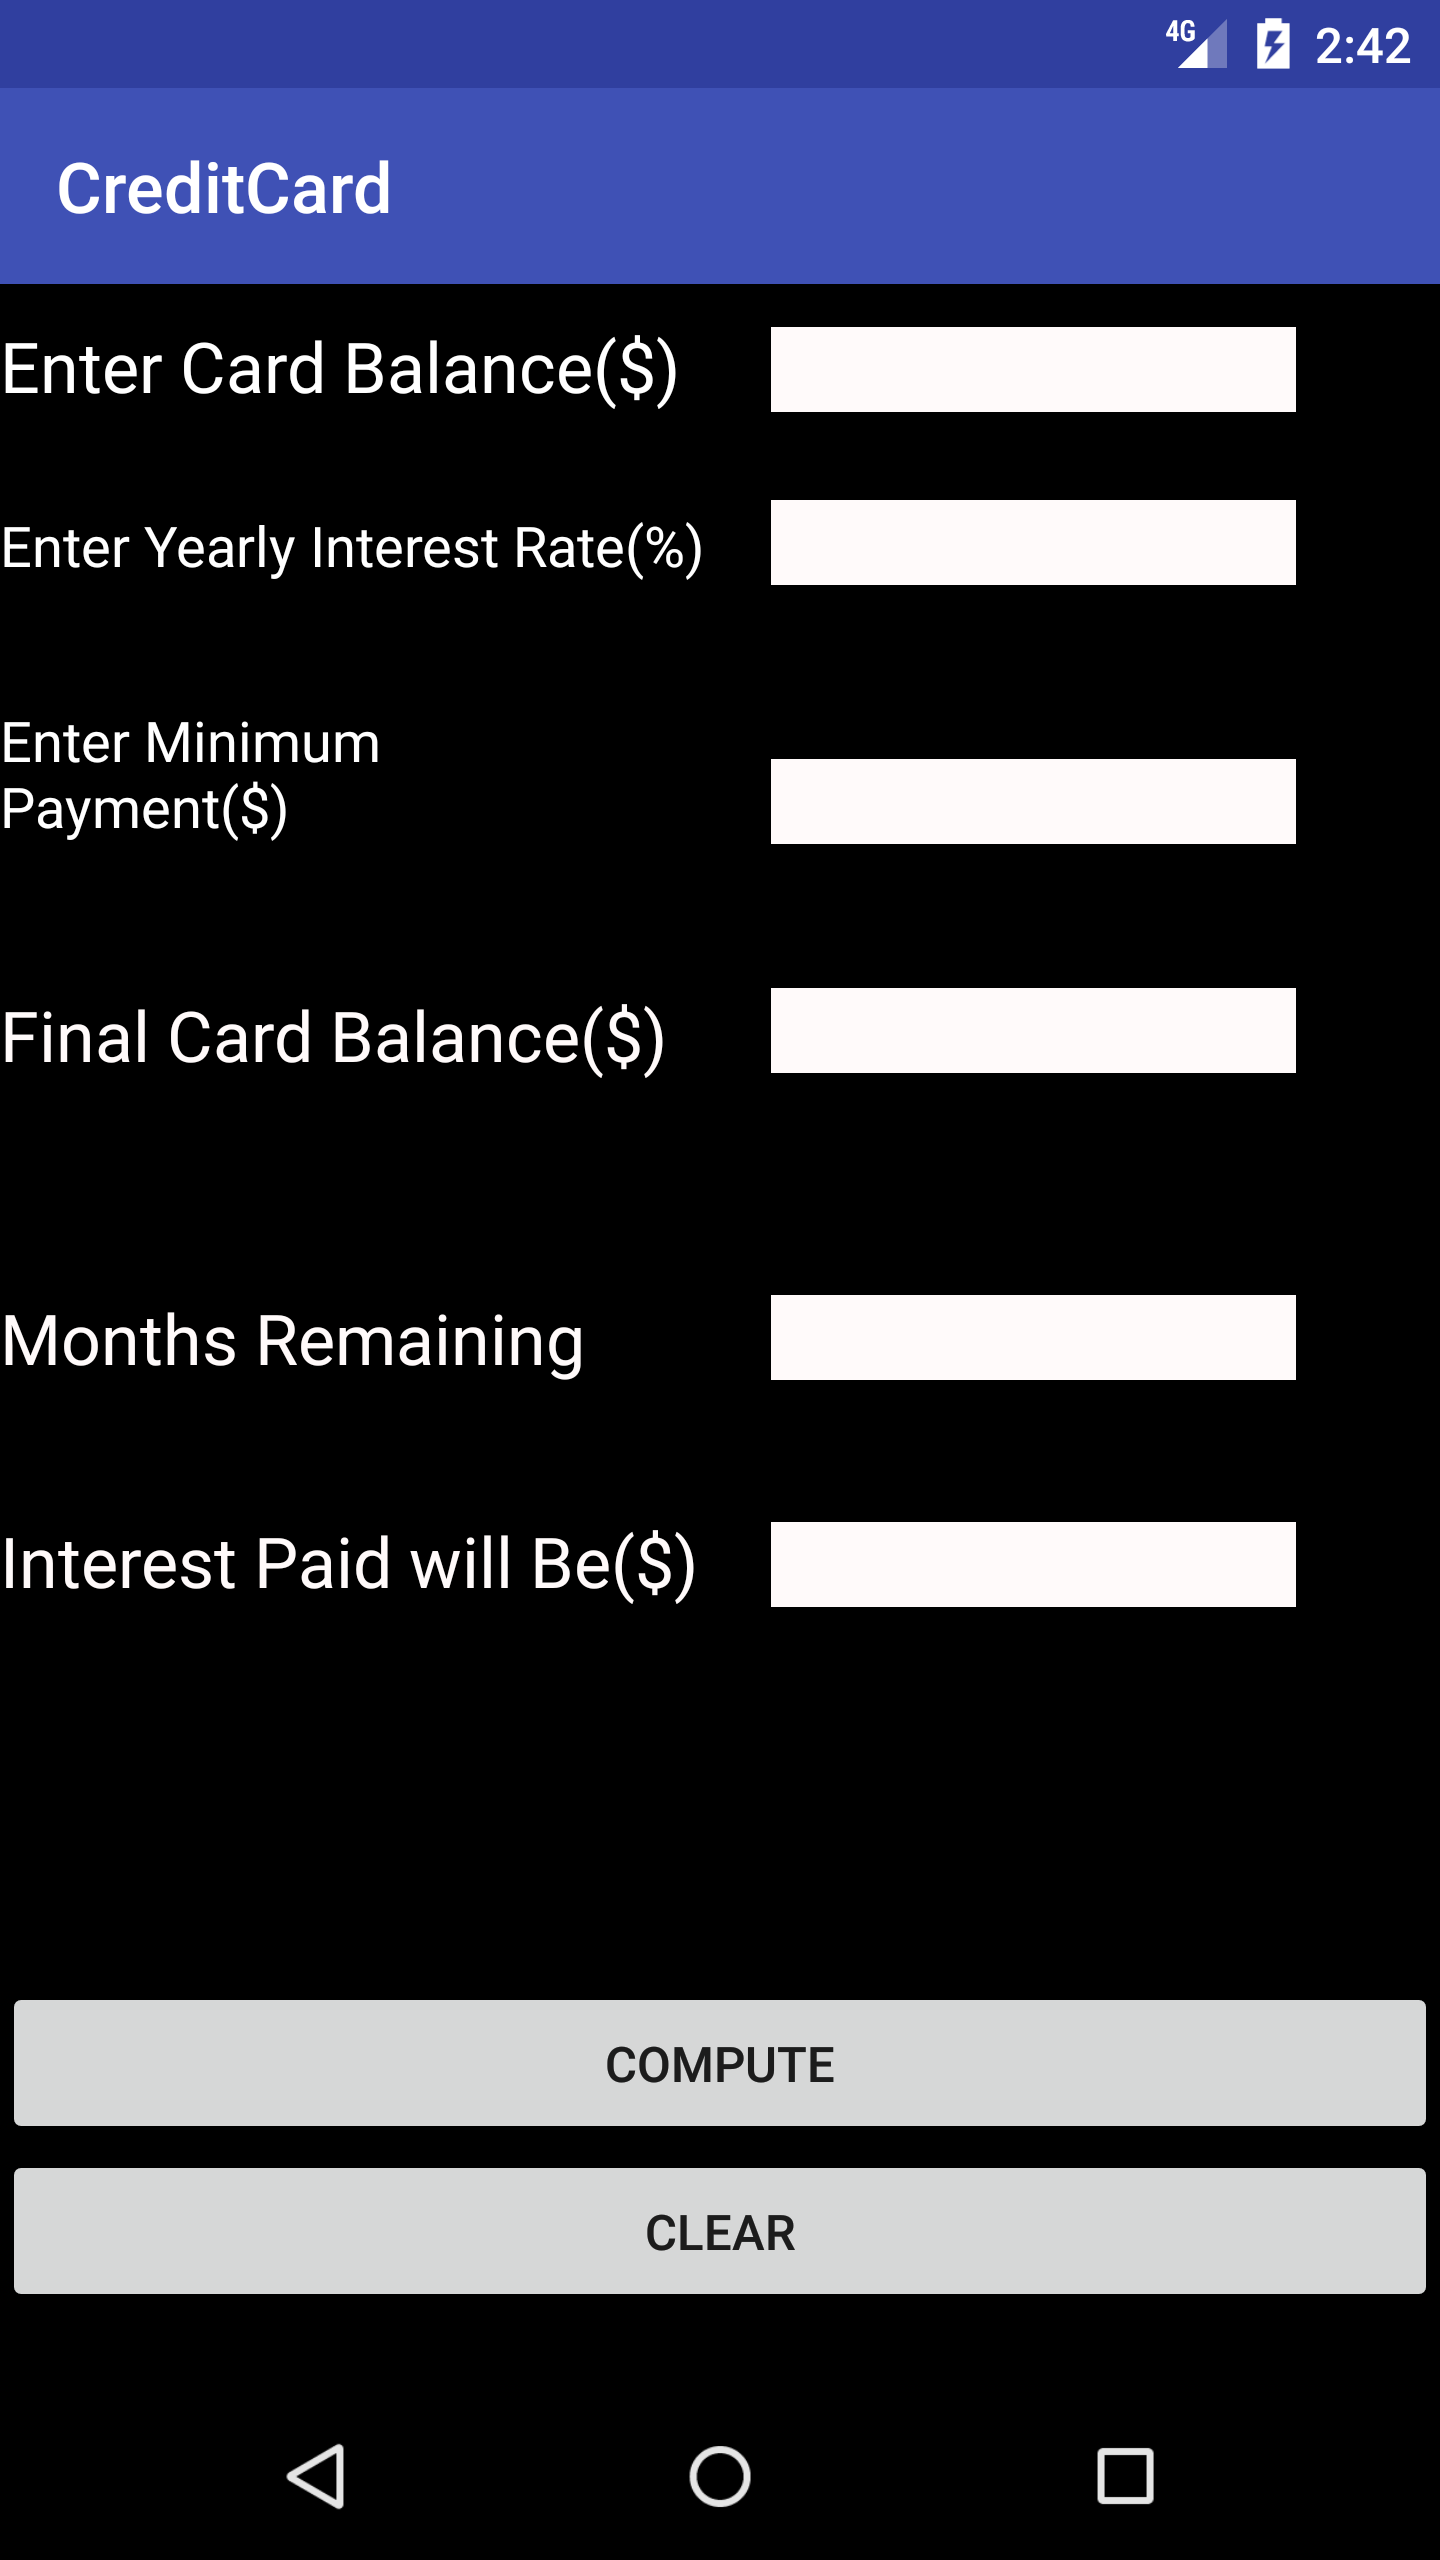 4G 2:42
CreditCard
Enter Card Balance($)
Enter Yearly Interest Rate(%)
Enter Minimum
Payment($)
Final Card Balance($)
Months Remaining
Interest Paid will Be($)
COMPUTE
CLEAR